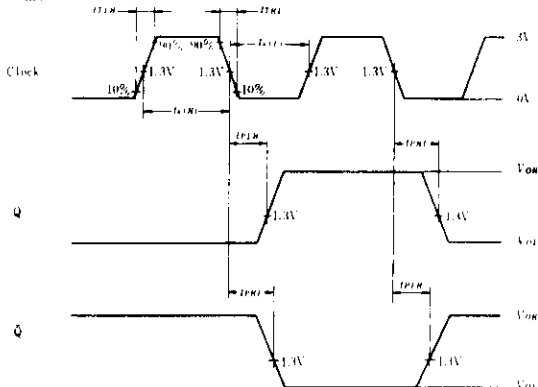 tTLH tTHL
90% 90% tw(L) 3V
Clock 1.3V 1.3V 1.3V 1.3V
10% 10% 0V
tw(H)
tPLH tPHL
VOH
Q 1.3V 1.3V
VOL
tPHL tPLH
VOH
Q̄
1.3V 1.3V
VOL